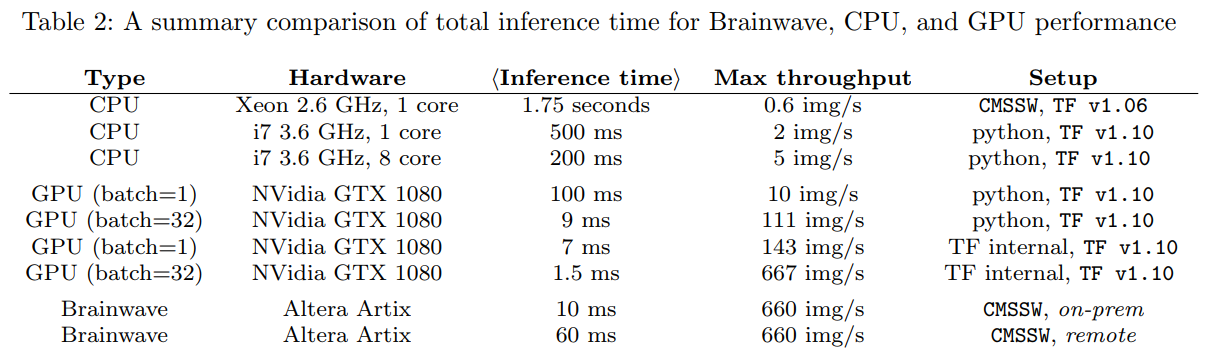 Table 2: A summary comparison of total inference time for Brainwave, CPU, and GPU performance
Type Hardware ⟨Inference time⟩ Max throughput Setup
CPU Xeon 2.6 GHz, 1 core 1.75 seconds 0.6 img/s CMSSW, TF v1.06
CPU i7 3.6 GHz, 1 core 500 ms 2 img/s python, TF v1.10
CPU i7 3.6 GHz, 8 core 200 ms 5 img/s python, TF v1.10
GPU (batch=1) NVidia GTX 1080 100 ms 10 img/s python, TF v1.10
GPU (batch=32) NVidia GTX 1080 9 ms 111 img/s python, TF v1.10
GPU (batch=1) NVidia GTX 1080 7 ms 143 img/s TF internal, TF v1.10
GPU (batch=32) NVidia GTX 1080 1.5 ms 667 img/s TF internal, TF v1.10
Brainwave Altera Artix 10 ms 660 img/s CMSSW, on-prem
Brainwave Altera Artix 60 ms 660 img/s CMSSW, remote